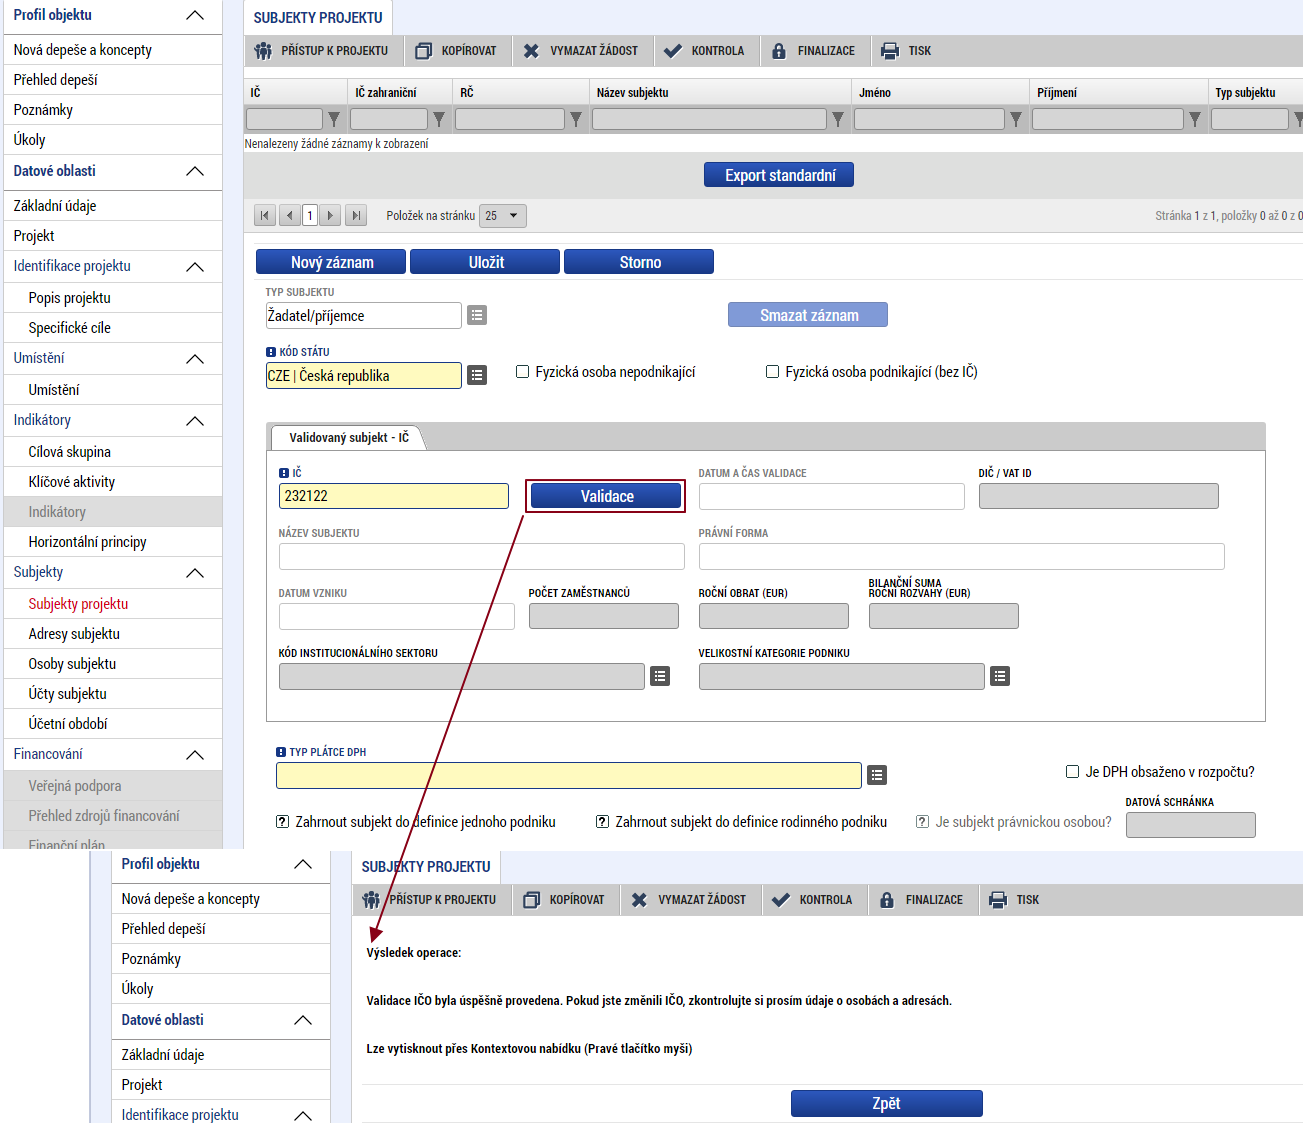 Profil objektu
Nová depeše a koncepty
Přehled depeší
Poznámky
Úkoly
Datové oblasti
Základní údaje
Projekt
Identifikace projektu
Popis projektu
Specifické cíle
Umístění
Umístění
Indikátory
Cílová skupina
Klíčové aktivity
Indikátory
Horizontální principy
Subjekty
Subjekty projektu
Adresy subjektu
Osoby subjektu
Účty subjektu
Účetní období
Financování
Veřejná podpora
Přehled zdrojů financování
Finanční plán
SUBJEKTY PROJEKTU
PŘÍSTUP K PROJEKTU KOPÍROVAT VYMAZAT ŽÁDOST KONTROLA FINALIZACE TISK
IČ IČ zahraniční RČ Název subjektu Jméno Příjmení Typ subjektu
Nenalezeny žádné záznamy k zobrazení
Export standardní
1 Položek na stránku 25 Stránka 1 z 1, položky 0 až 0 z 0
Nový záznam Uložit Storno
TYP SUBJEKTU
Žadatel/příjemce Smazat záznam
KÓD STÁTU
CZE | Česká republika Fyzická osoba nepodnikající Fyzická osoba podnikající (bez IČ)
Validovaný subjekt - IČ
IČ DATUM A ČAS VALIDACE DIČ / VAT ID
232122 Validace
NÁZEV SUBJEKTU PRÁVNÍ FORMA
DATUM VZNIKU POČET ZAMĚSTNANCŮ ROČNÍ OBRAT (EUR) BILANČNÍ SUMA
ROČNÍ ROZVAHY (EUR)
KÓD INSTITUCIONÁLNÍHO SEKTORU VELIKOSTNÍ KATEGORIE PODNIKU
TYP PLÁTCE DPH
Je DPH obsaženo v rozpočtu?
DATOVÁ SCHRÁNKA
Zahrnout subjekt do definice jednoho podniku Zahrnout subjekt do definice rodinného podniku Je subjekt právnickou osobou?
Profil objektu
Nová depeše a koncepty
Přehled depeší
Poznámky
Úkoly
Datové oblasti
Základní údaje
Projekt
Identifikace projektu
SUBJEKTY PROJEKTU
PŘÍSTUP K PROJEKTU KOPÍROVAT VYMAZAT ŽÁDOST KONTROLA FINALIZACE TISK
Výsledek operace:
Validace IČO byla úspěšně provedena. Pokud jste změnili IČO, zkontrolujte si prosím údaje o osobách a adresách.
Lze vytisknout přes Kontextovou nabídku (Pravé tlačítko myši)
Zpět